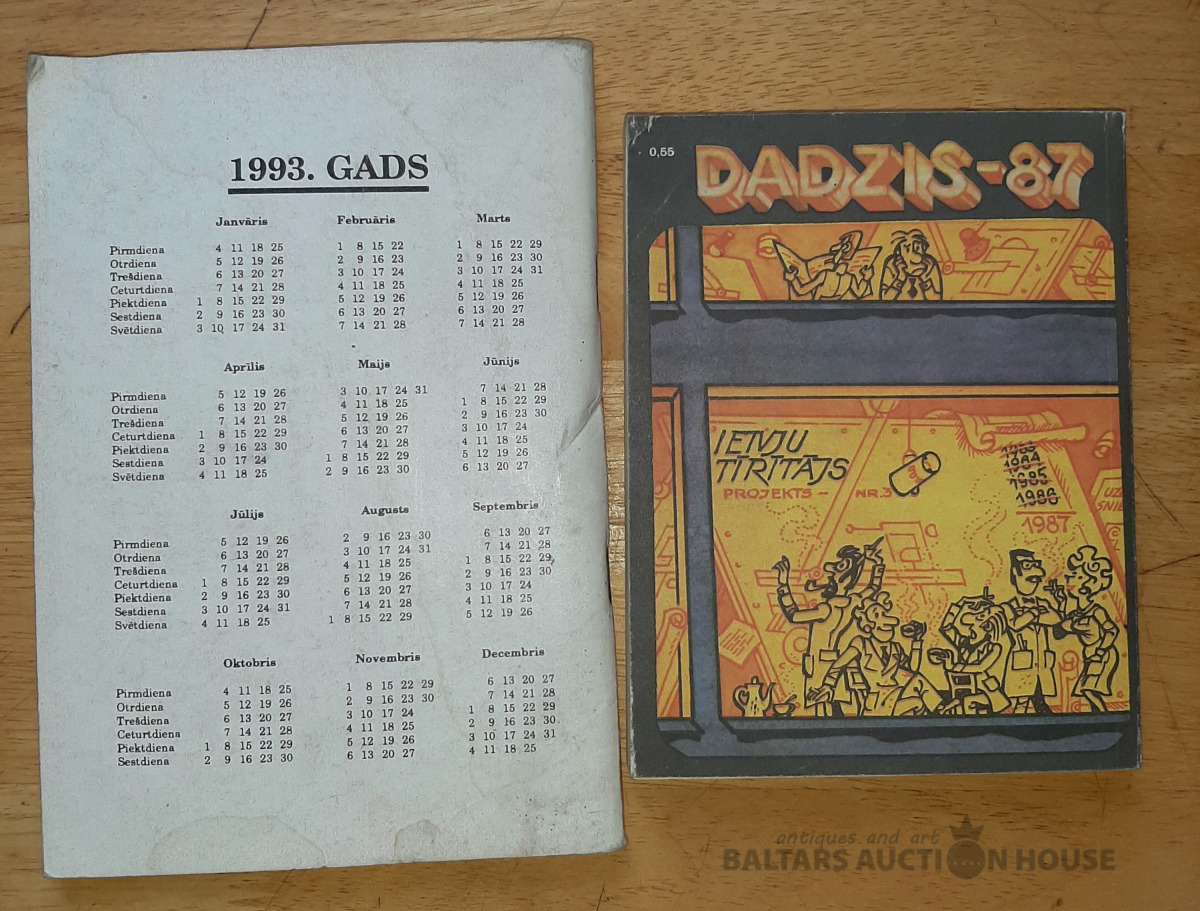 1993. GADS
Janvāris Februāris Marts
Pirmdiena 4 11 18 25 1 8 15 22 1 8 15 22 29
Otrdiena 5 12 19 26 2 9 16 23 2 9 16 23 30
Trešdiena 6 13 20 27 3 10 17 24 3 10 17 24 31
Ceturtdiena 7 14 21 28 4 11 18 25 4 11 18 25
Piektdiena 1 8 15 22 29 5 12 19 26 5 12 19 26
Sestdiena 2 9 16 23 30 6 13 20 27 6 13 20 27
Svētdiena 3 10 17 24 31 7 14 21 28 7 14 21 28
Aprīlis Maijs Jūnijs
Pirmdiena 5 12 19 26 3 10 17 24 31 7 14 21 28
Otrdiena 6 13 20 27 4 11 18 25 1 8 15 22 29
Trešdiena 7 14 21 28 5 12 19 26 2 9 16 23 30
Ceturtdiena 1 8 15 22 29 6 13 20 27 3 10 17 24
Piektdiena 2 9 16 23 30 7 14 21 28 4 11 18 25
Sestdiena 3 10 17 24 1 8 15 22 29 5 12 19 26
Svētdiena 4 11 18 25 2 9 16 23 30 6 13 20 27
Jūlijs Augusts Septembris
Pirmdiena 5 12 19 26 2 9 16 23 30 6 13 20 27
Otrdiena 6 13 20 27 3 10 17 24 31 7 14 21 28
Trešdiena 7 14 21 28 4 11 18 25 1 8 15 22 29
Ceturtdiena 1 8 15 22 29 5 12 19 26 2 9 16 23 30
Piektdiena 2 9 16 23 30 6 13 20 27 3 10 17 24
Sestdiena 3 10 17 24 31 7 14 21 28 4 11 18 25
Svētdiena 4 11 18 25 1 8 15 22 29 5 12 19 26
Oktobris Novembris Decembris
Pirmdiena 4 11 18 25 1 8 15 22 29 6 13 20 27
Otrdiena 5 12 19 26 2 9 16 23 30 7 14 21 28
Trešdiena 6 13 20 27 3 10 17 24 1 8 15 22 29
Ceturtdiena 7 14 21 28 4 11 18 25 2 9 16 23 30
Piektdiena 1 8 15 22 29 5 12 19 26 3 10 17 24 31
Sestdiena 2 9 16 23 30 6 13 20 27 4 11 18 25
0,55
DADZIS-87
IETVJU
TĪRĪTĀJS
PROJEKTS - NR.3
1983
1984
1985
1986
1987
UZ
SNIE
antiques and art
BALTARS AUCTION HOUSE